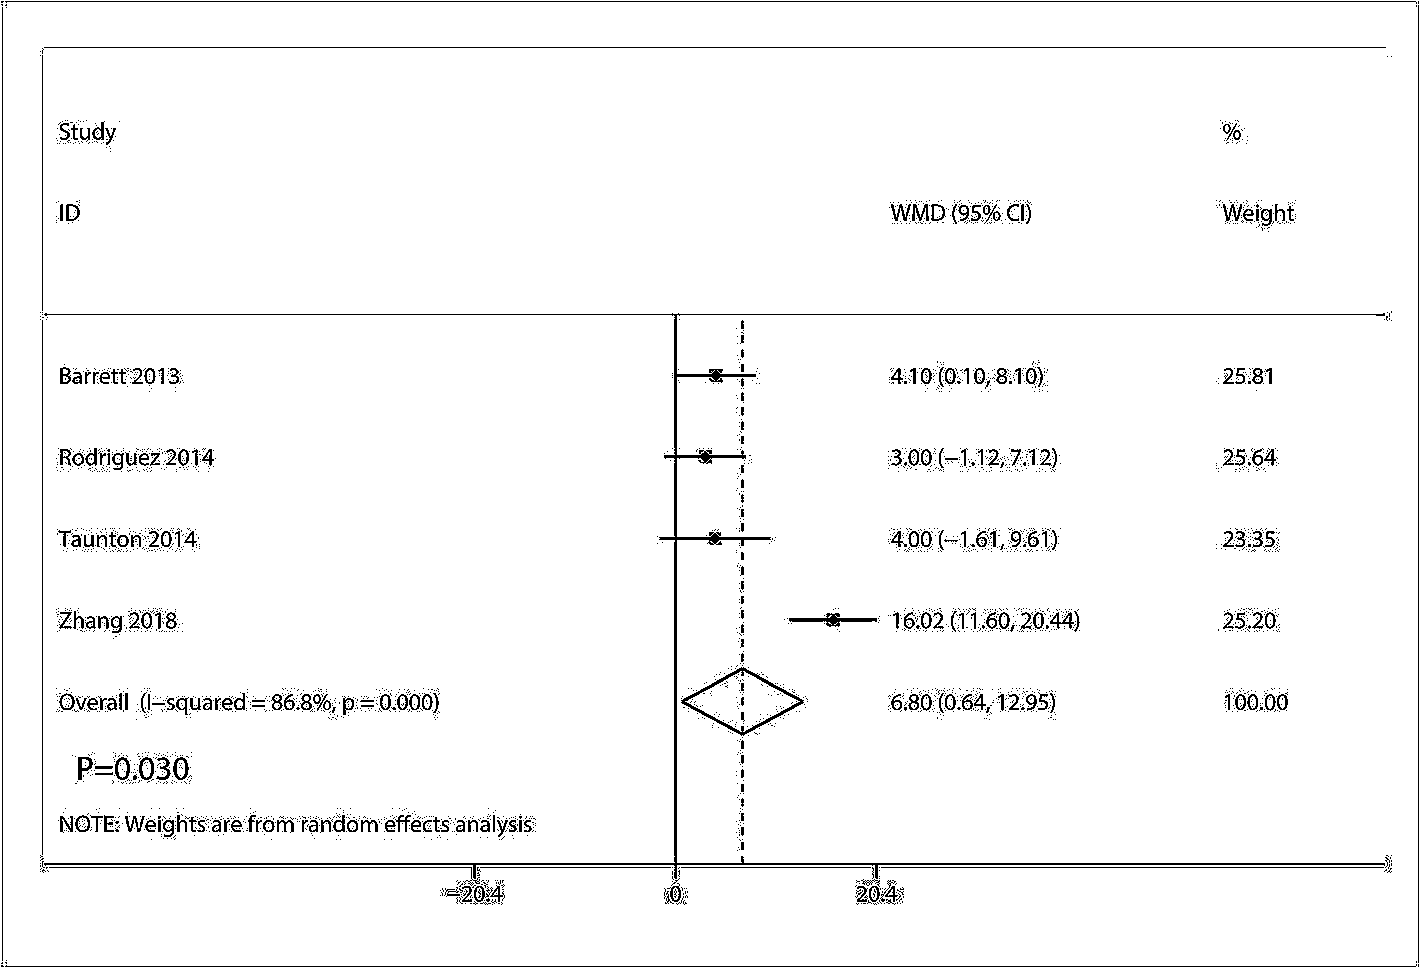 Study %
ID WMD (95% CI) Weight
Barrett 2013 4.10 (0.10, 8.10) 25.81
Rodriguez 2014 3.00 (−1.12, 7.12) 25.64
Taunton 2014 4.00 (−1.61, 9.61) 23.35
Zhang 2018 16.02 (11.60, 20.44) 25.20
Overall (I−squared = 86.8%, p = 0.000) 6.80 (0.64, 12.95) 100.00
P=0.030
NOTE: Weights are from random effects analysis
−20.4 0 20.4